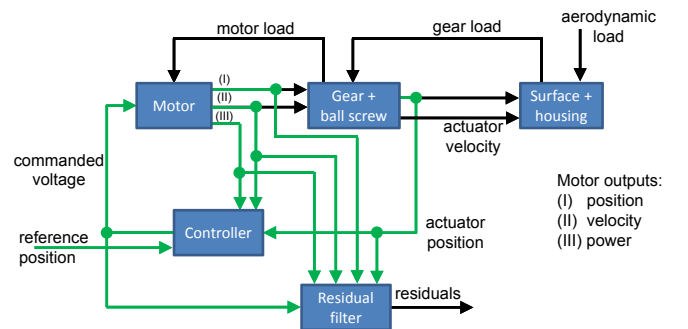 aerodynamic
load
motor load
gear load
(I)
(II)
(III)
Motor
Gear +
ball screw
Surface +
housing
actuator
velocity
commanded
voltage
Motor outputs:
(I) position
(II) velocity
(III) power
Controller
actuator
position
reference
position
Residual
filter
residuals